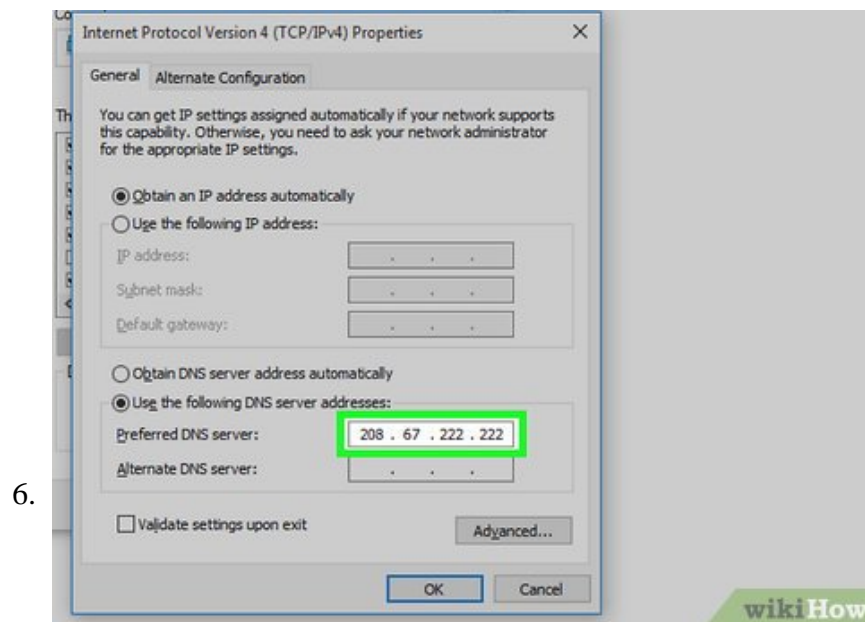 Co
Internet Protocol Version 4 (TCP/IPv4) Properties
General
Alternate Configuration
Th
You can get IP settings assigned automatically if your network supports
this capability. Otherwise, you need to ask your network administrator
for the appropriate IP settings.
Obtain an IP address automatically
Use the following IP address:
IP address:
. . .
Subnet mask:
. . .
Default gateway:
. . .
Obtain DNS server address automatically
Use the following DNS server addresses:
Preferred DNS server:
208 . 67 . 222 . 222
Alternate DNS server:
. . .
6.
Validate settings upon exit
Advanced...
OK
Cancel
wikiHow